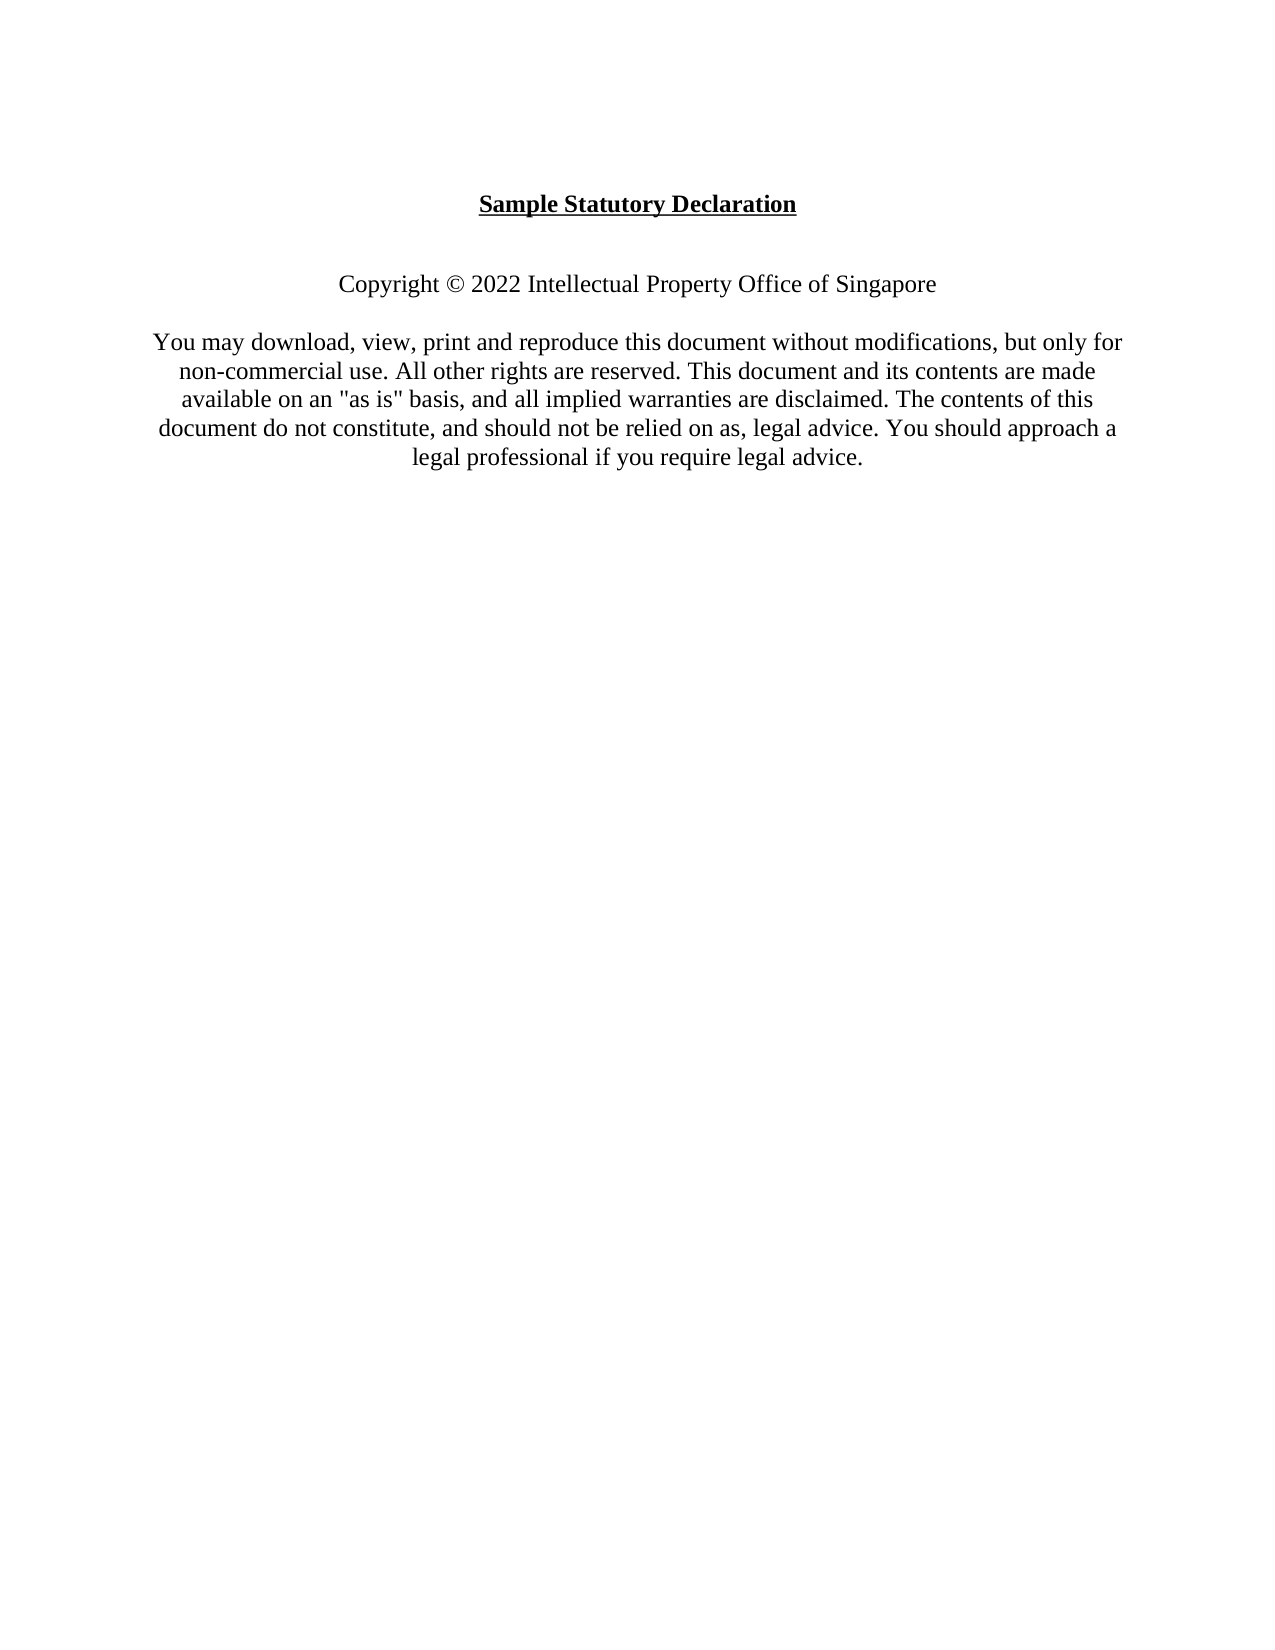 Sample Statutory Declaration
Copyright © 2022 Intellectual Property Office of Singapore
You may download, view, print and reproduce this document without modifications, but only for
non-commercial use. All other rights are reserved. This document and its contents are made
available on an "as is" basis, and all implied warranties are disclaimed. The contents of this
document do not constitute, and should not be relied on as, legal advice. You should approach a
legal professional if you require legal advice.